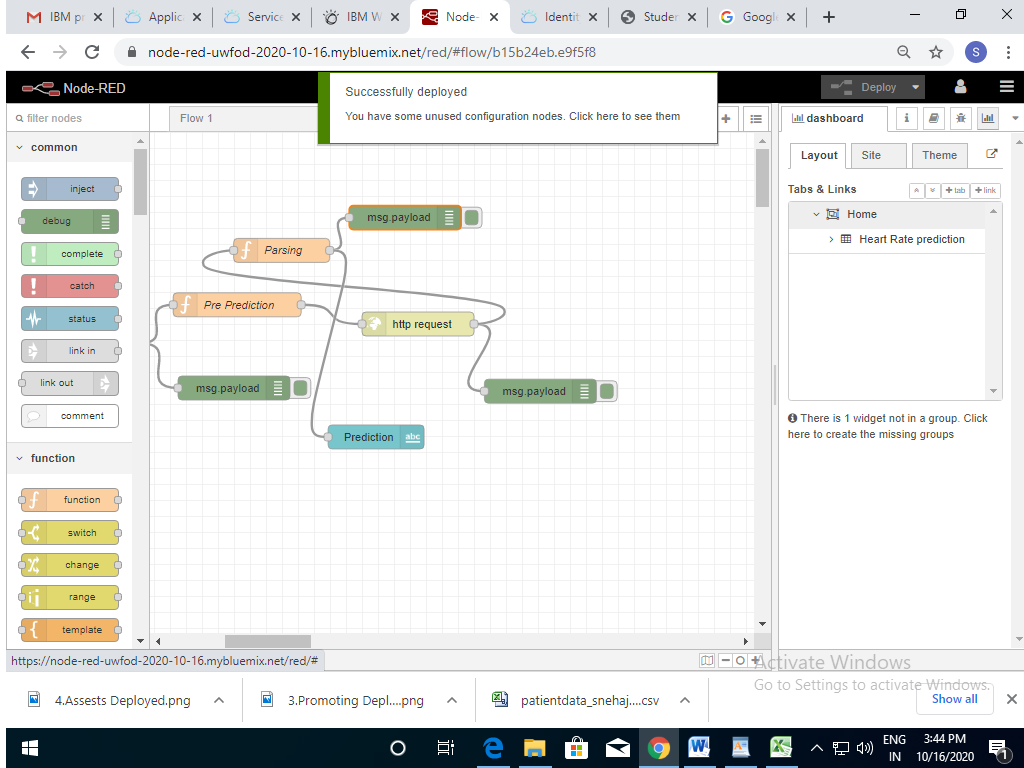 IBM p
Applic
Service
IBM W
Node-
Identit
Studer
Googl
node-red-uwfod-2020-10-16.mybluemix.net/red/#flow/b15b24eb.e9f5f8
S
Node-RED
Deploy
Successfully deployed
You have some unused configuration nodes. Click here to see them
filter nodes
Flow 1
dashboard
common
inject
debug
complete
catch
status
link in
link out
comment
function
function
switch
change
range
template
msg.payload
Parsing
Pre Prediction
http request
msg.payload
msg.payload
Prediction
abc
Layout
Site
Theme
Tabs & Links
tab
link
Home
Heart Rate prediction
There is 1 widget not in a group. Click
here to create the missing groups
https://node-red-uwfod-2020-10-16.mybluemix.net/red/#
Activate Windows
Go to Settings to activate Windows.
4.Assests Deployed.png
3.Promoting Depl....png
patientdata_snehaj....csv
Show all
ENG
IN
3:44 PM
10/16/2020
1